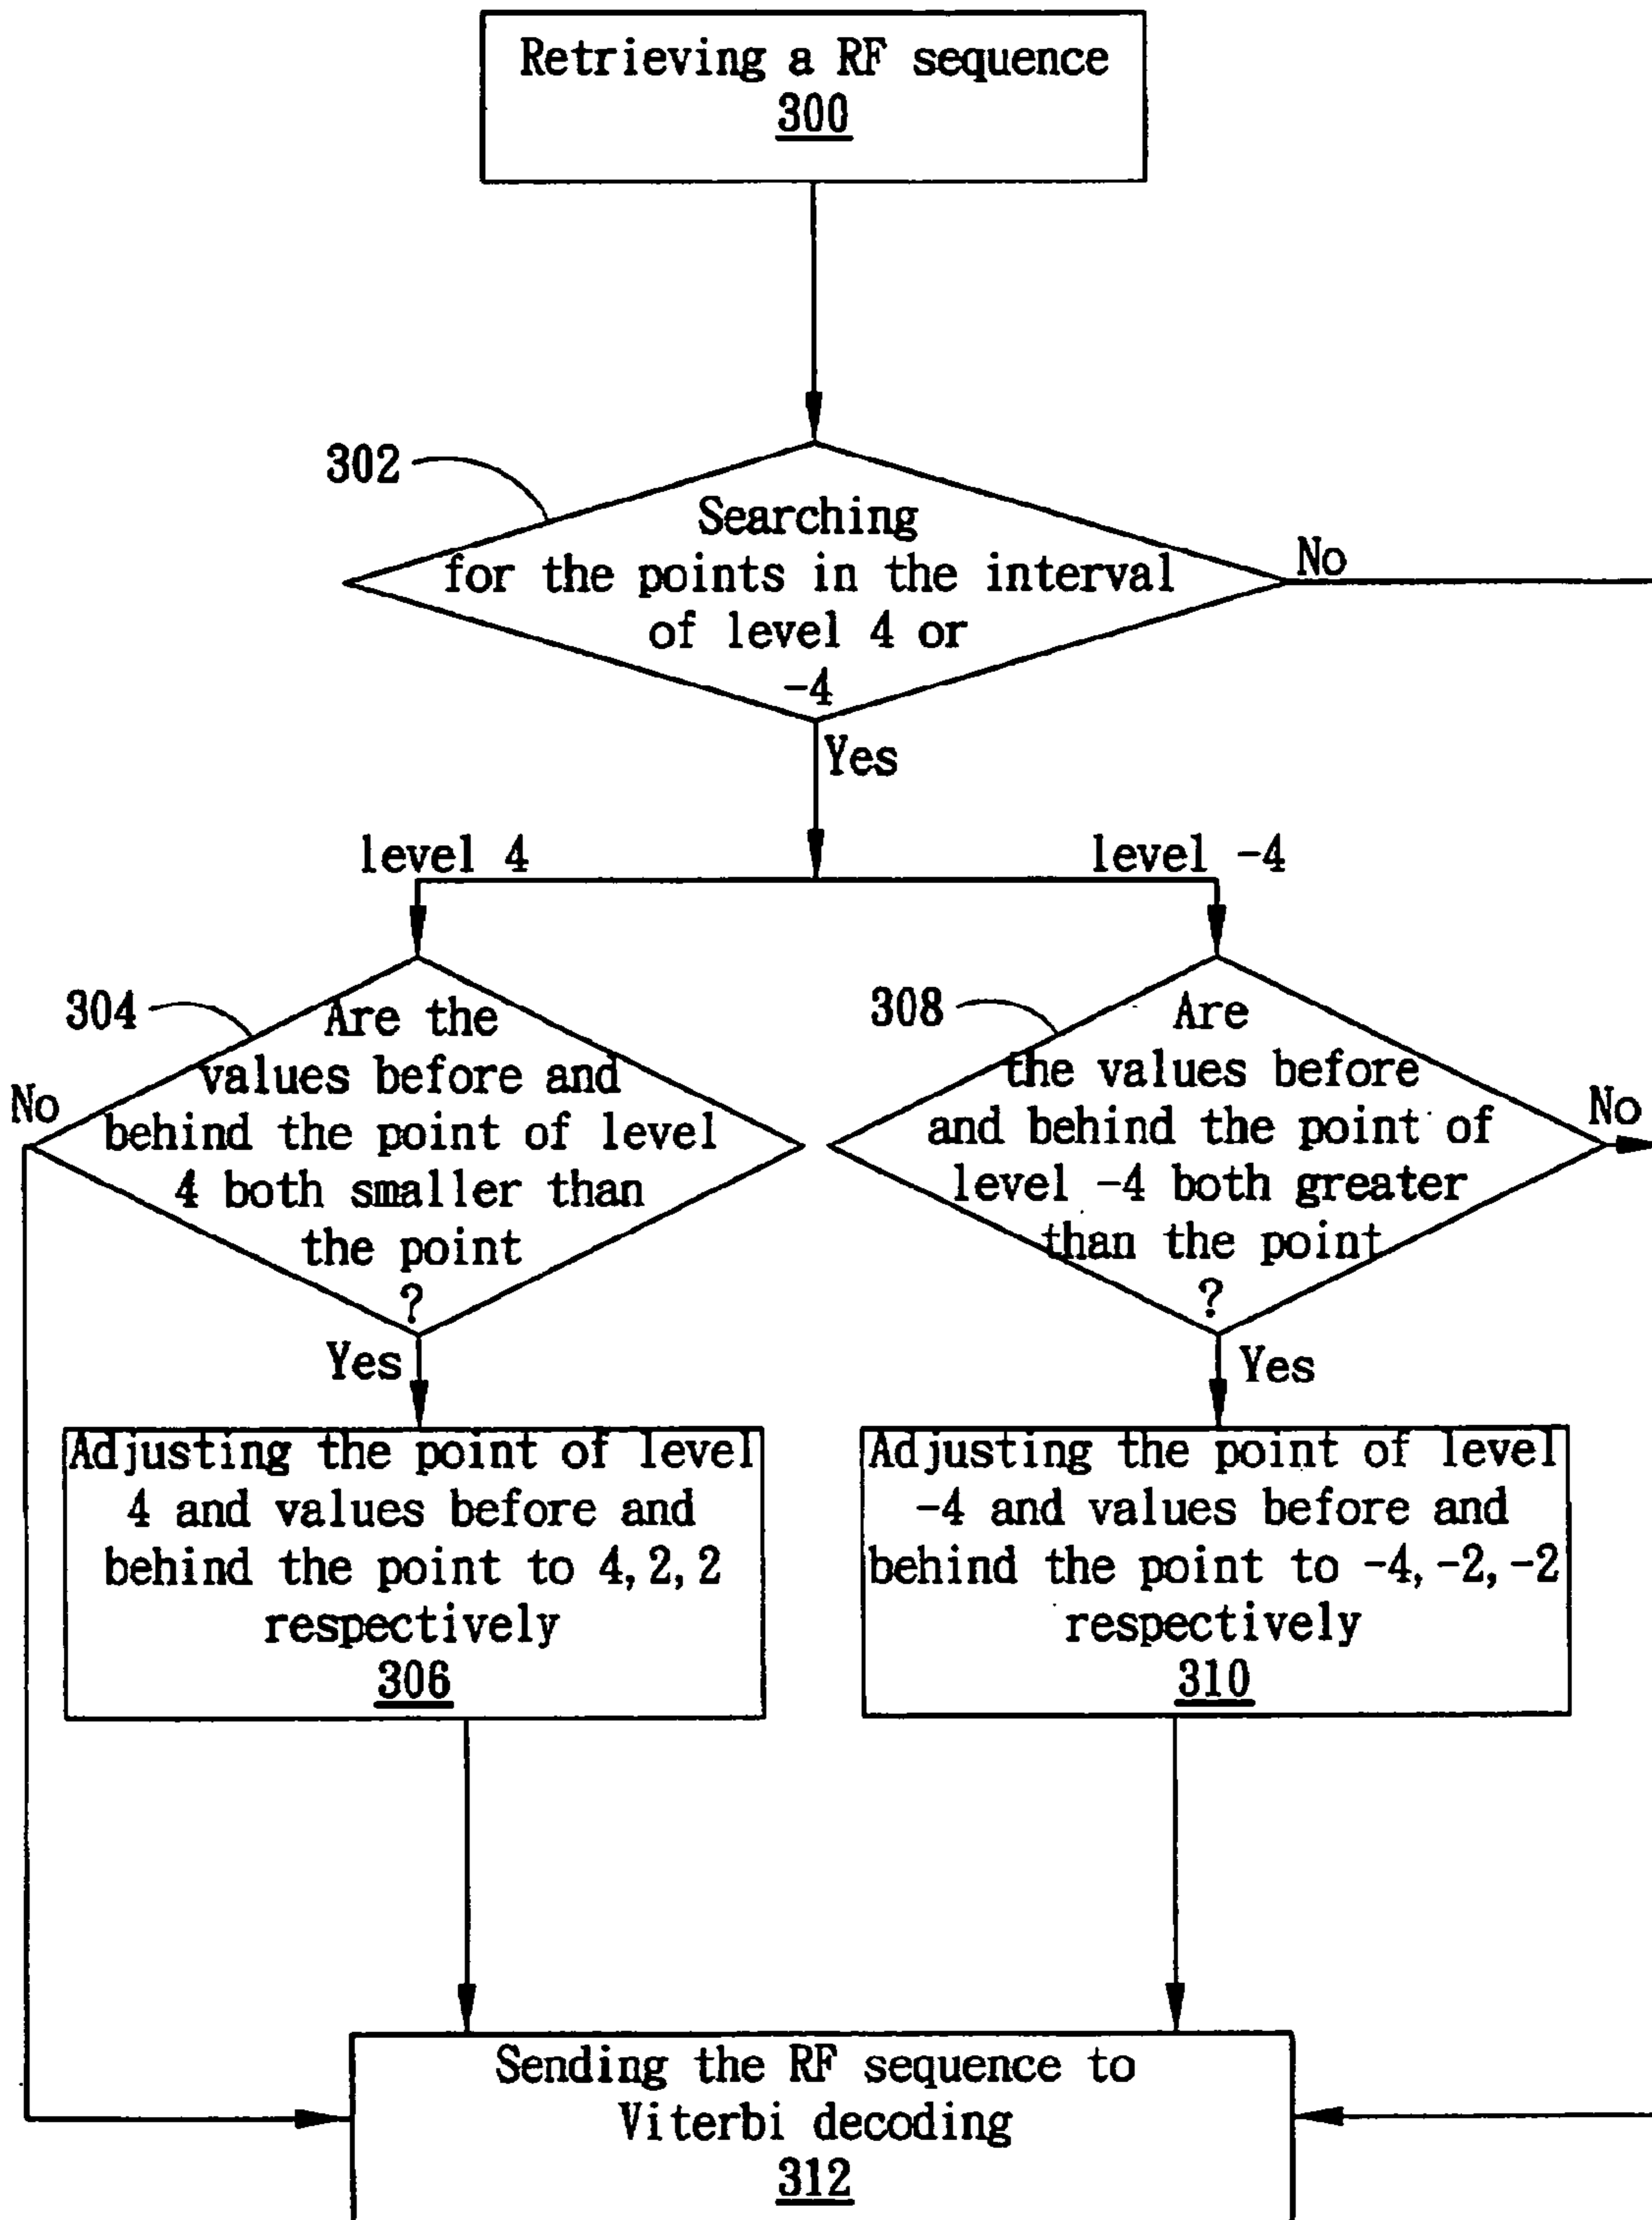 Retrieving a RF sequence
300
302
Searching
for the points in the interval
of level 4 or
-4
No
Yes
level 4
level -4
304
Are the
values before and
behind the point of level
4 both smaller than
the point
?
No
Yes
308
Are
the values before
and behind the point of
level -4 both greater
than the point
?
No
Yes
Adjusting the point of level
4 and values before and
behind the point to 4,2,2
respectively
306
Adjusting the point of level
-4 and values before and
behind the point to -4,-2,-2
respectively
310
Sending the RF sequence to
Viterbi decoding
312